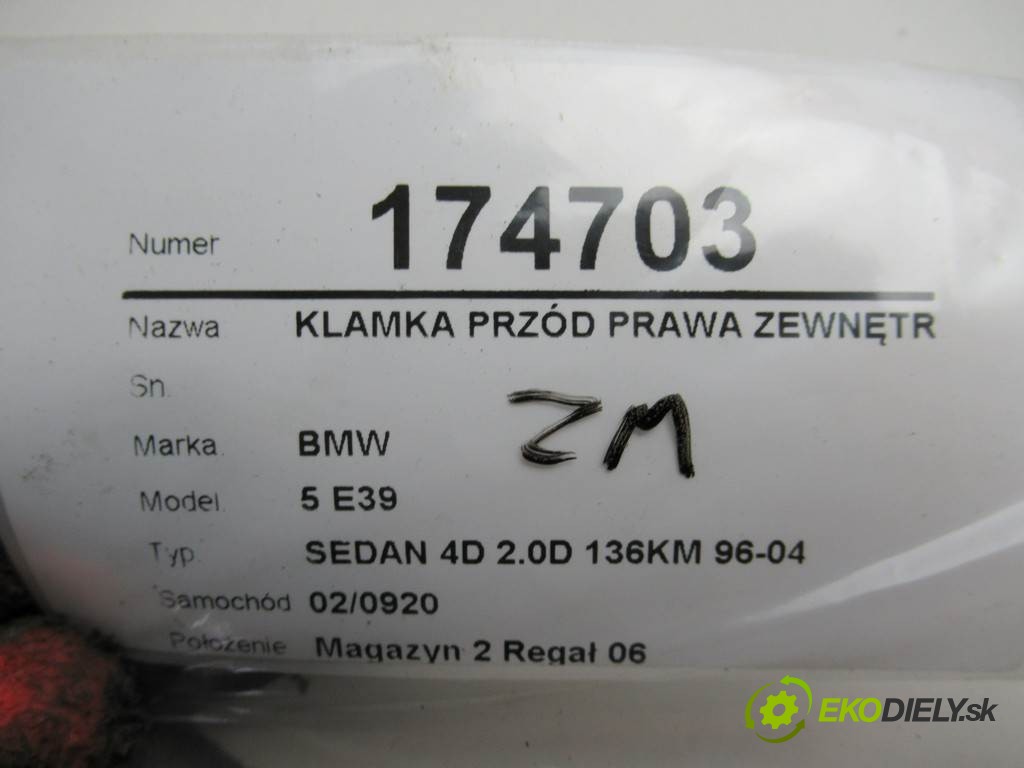 Numer 174703
Nazwa KLAMKA PRZÓD PRAWA ZEWNĘTR
Sn.
ZM
Marka. BMW
Model. 5 E39
Typ. SEDAN 4D 2.0D 136KM 96-04
Samochód 02/0920
Położenie Magazyn 2 Regał 06
EKODIELY.sk